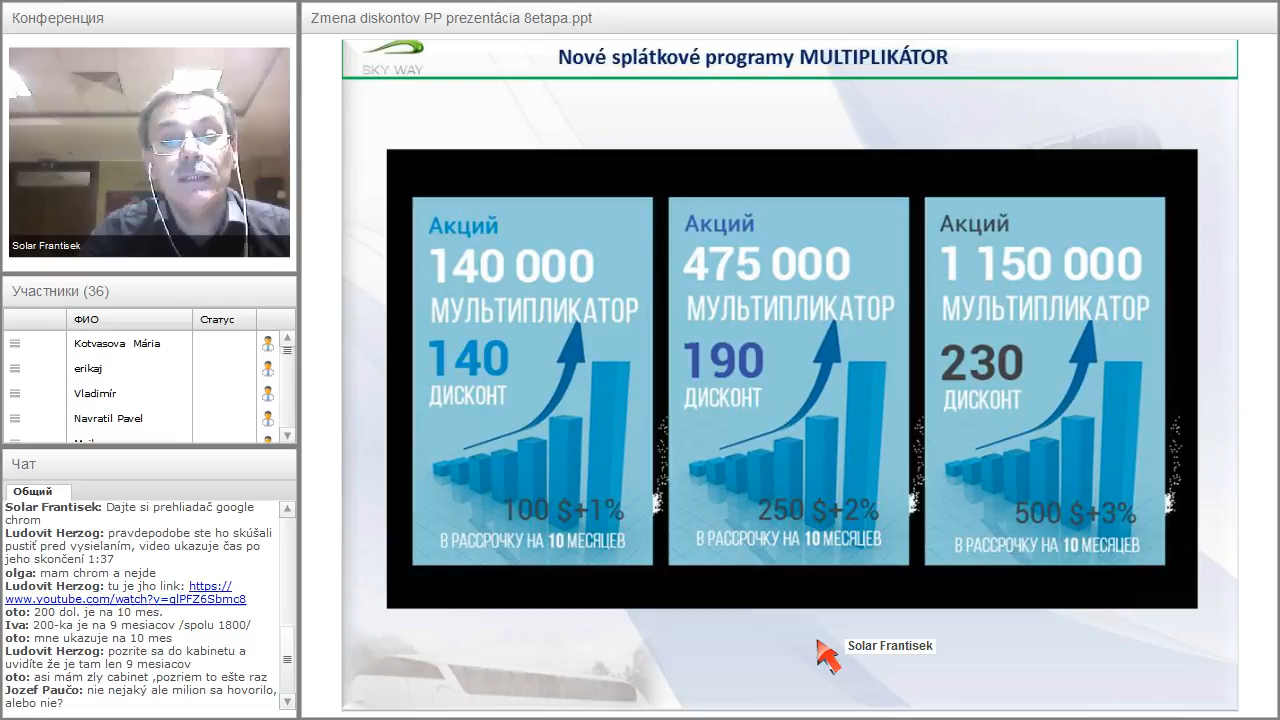 Конференция
Solar Frantisek
Участники (36)
ФИО
Статус
Kotvasova Mária
erikaj
Vladimír
Navratil Pavel
Чат
Общий
Solar Frantisek: Dajte si prehliadač google
chrom
Ludovit Herzog: pravdepodobe ste ho skúšali
pustiť pred vysielaním, video ukazuje čas po
jeho skončení 1:37
olga: mam chrom a nejde
Ludovit Herzog: tu je jho link: https://
www.youtube.com/watch?v=qlPFZ6Sbmc8
oto: 200 dol. je na 10 mes.
Iva: 200-ka je na 9 mesiacov /spolu 1800/
oto: mne ukazuje na 10 mes
Ludovit Herzog: pozrite sa do kabinetu a
uvidíte že je tam len 9 mesiacov
oto: asi mám zly cabinet ,pozriem to ešte raz
Jozef Paučo: nie nejaký ale milion sa hovorilo,
alebo nie?
Zmena diskontov PP prezentácia 8etapa.ppt
SKY WAY
Nové splátkové programy MULTIPLIKÁTOR
Акций
140 000
МУЛЬТИПЛИКАТОР
140
ДИСКОНТ
100 $+1%
В РАССРОЧКУ НА 10 МЕСЯЦЕВ
Акций
475 000
МУЛЬТИПЛИКАТОР
190
ДИСКОНТ
250 $+2%
В РАССРОЧКУ НА 10 МЕСЯЦЕВ
Акций
1 150 000
МУЛЬТИПЛИКАТОР
230
ДИСКОНТ
500 $+3%
В РАССРОЧКУ НА 10 МЕСЯЦЕВ
Solar Frantisek